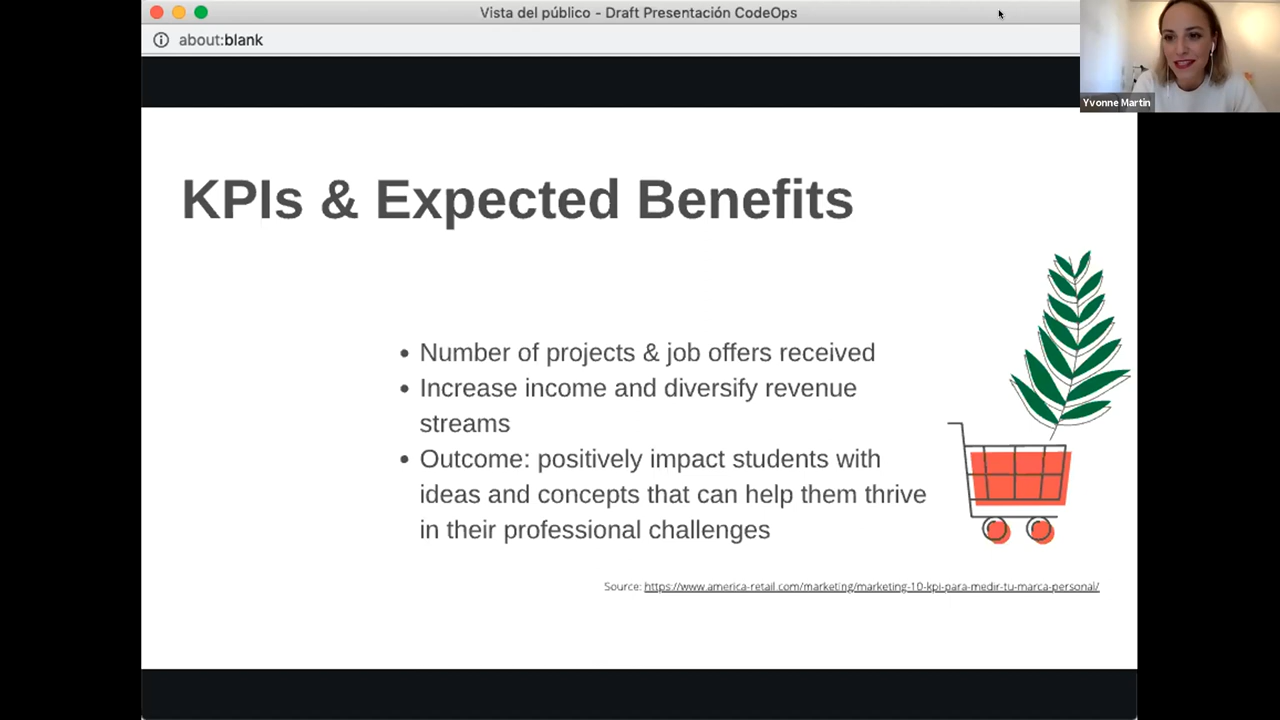 Vista del público - Draft Presentación CodeOps
about:blank
Yvonne Martin
KPIs & Expected Benefits
• Number of projects & job offers received
• Increase income and diversify revenue
streams
• Outcome: positively impact students with
ideas and concepts that can help them thrive
in their professional challenges
Source: https://www.america-retail.com/marketing/marketing-10-kpi-para-medir-tu-marca-personal/